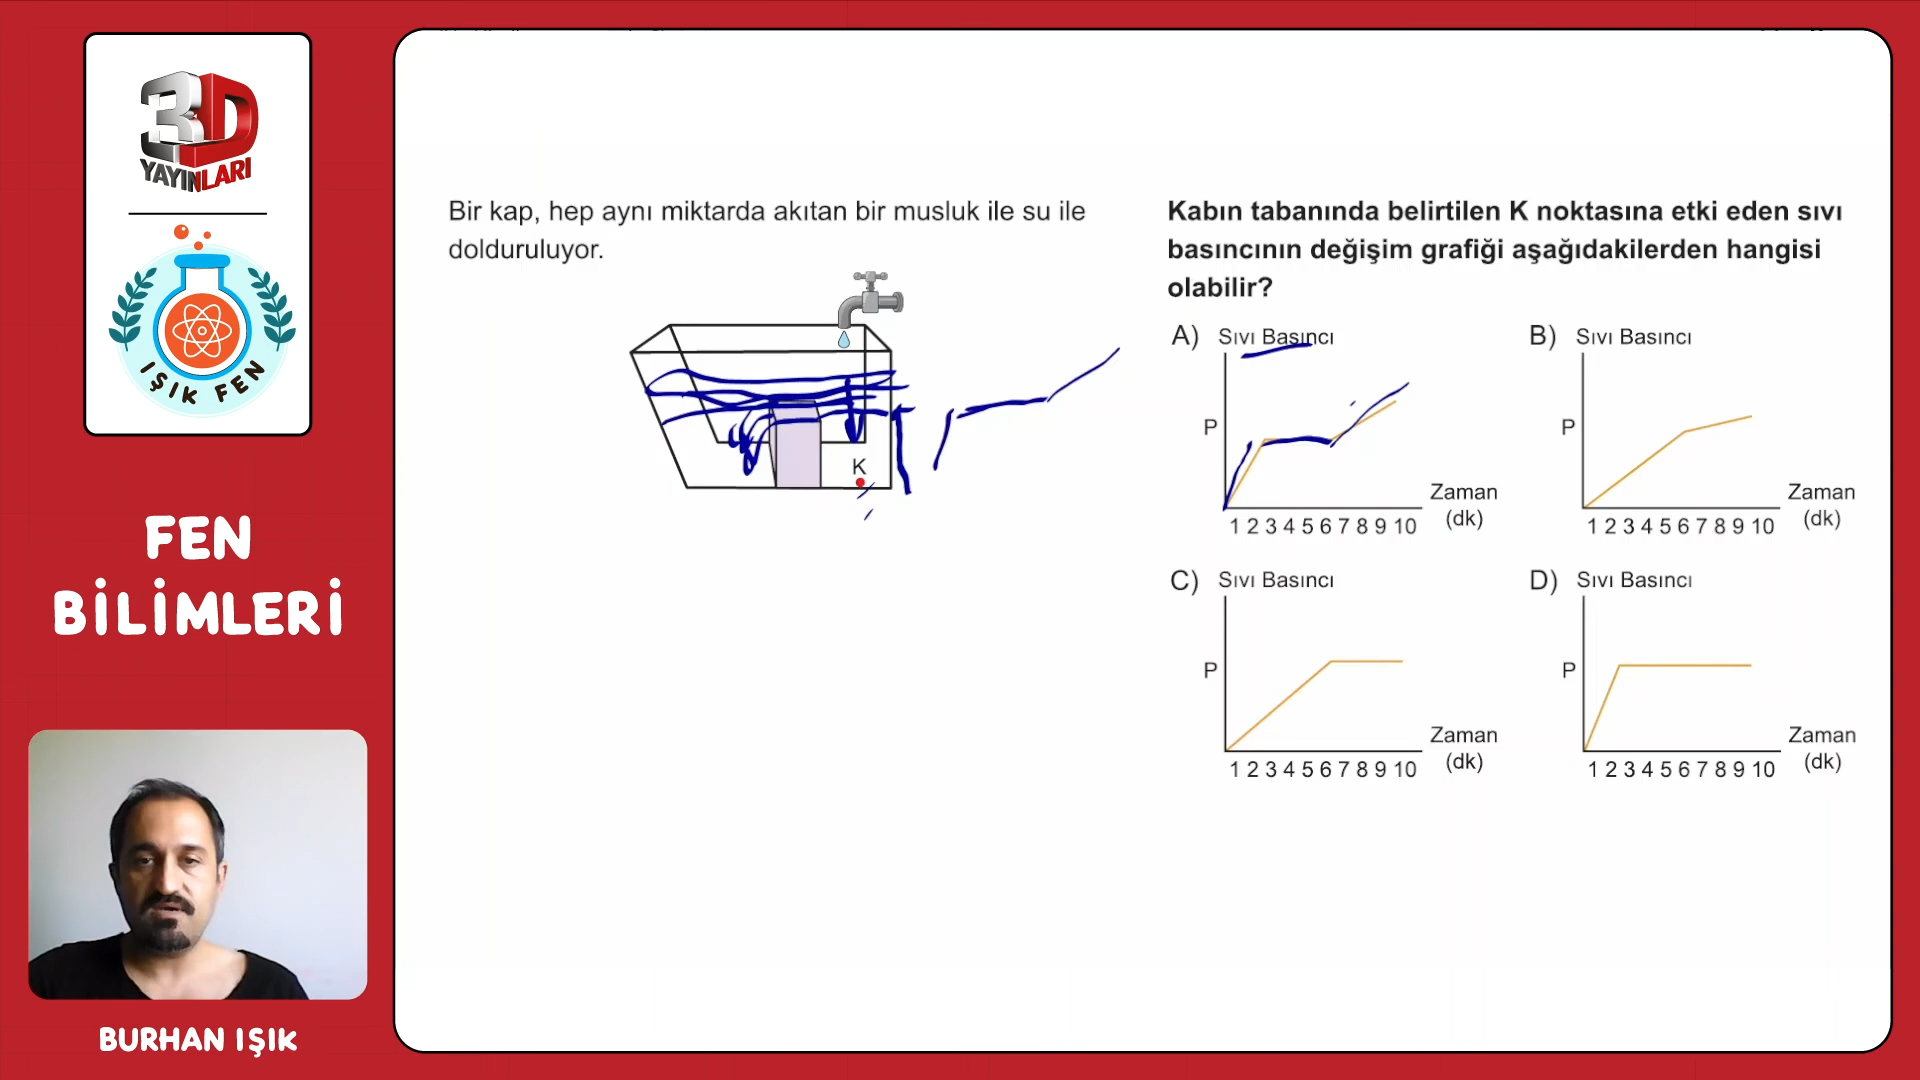 3D
YAYINLARI
IŞIK FEN
FEN
BİLİMLERİ
BURHAN IŞIK
Bir kap, hep aynı miktarda akıtan bir musluk ile su ile
dolduruluyor.
K
Kabın tabanında belirtilen K noktasına etki eden sıvı
basıncının değişim grafiği aşağıdakilerden hangisi
olabilir?
A) Sıvı Basıncı
P
Zaman
(dk)
1 2 3 4 5 6 7 8 9 10
B) Sıvı Basıncı
P
Zaman
(dk)
1 2 3 4 5 6 7 8 9 10
C) Sıvı Basıncı
P
Zaman
(dk)
1 2 3 4 5 6 7 8 9 10
D) Sıvı Basıncı
P
Zaman
(dk)
1 2 3 4 5 6 7 8 9 10